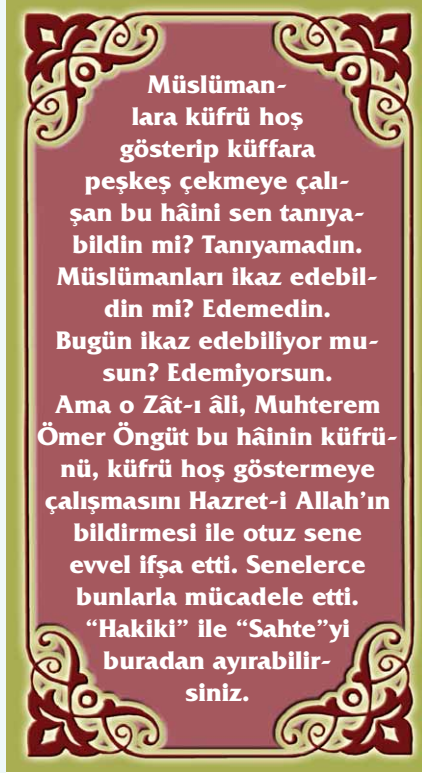 Müslüman-
lara küfrü hoş
gösterip küffara
peşkeş çekmeye çalı-
şan bu hâini sen tanıya-
bildin mi? Tanıyamadın.
Müslümanları ikaz edebil-
din mi? Edemedin.
Bugün ikaz edebiliyor mu-
sun? Edemiyorsun.
Ama o Zât-ı âli, Muhterem
Ömer Öngüt bu hâinin küfrü-
nü, küfrü hoş göstermeye
çalışmasını Hazret-i Allah’ın
bildirmesi ile otuz sene
evvel ifşa etti. Senelerce
bunlarla mücadele etti.
“Hakiki” ile “Sahte”yi
buradan ayırabilir-
siniz.